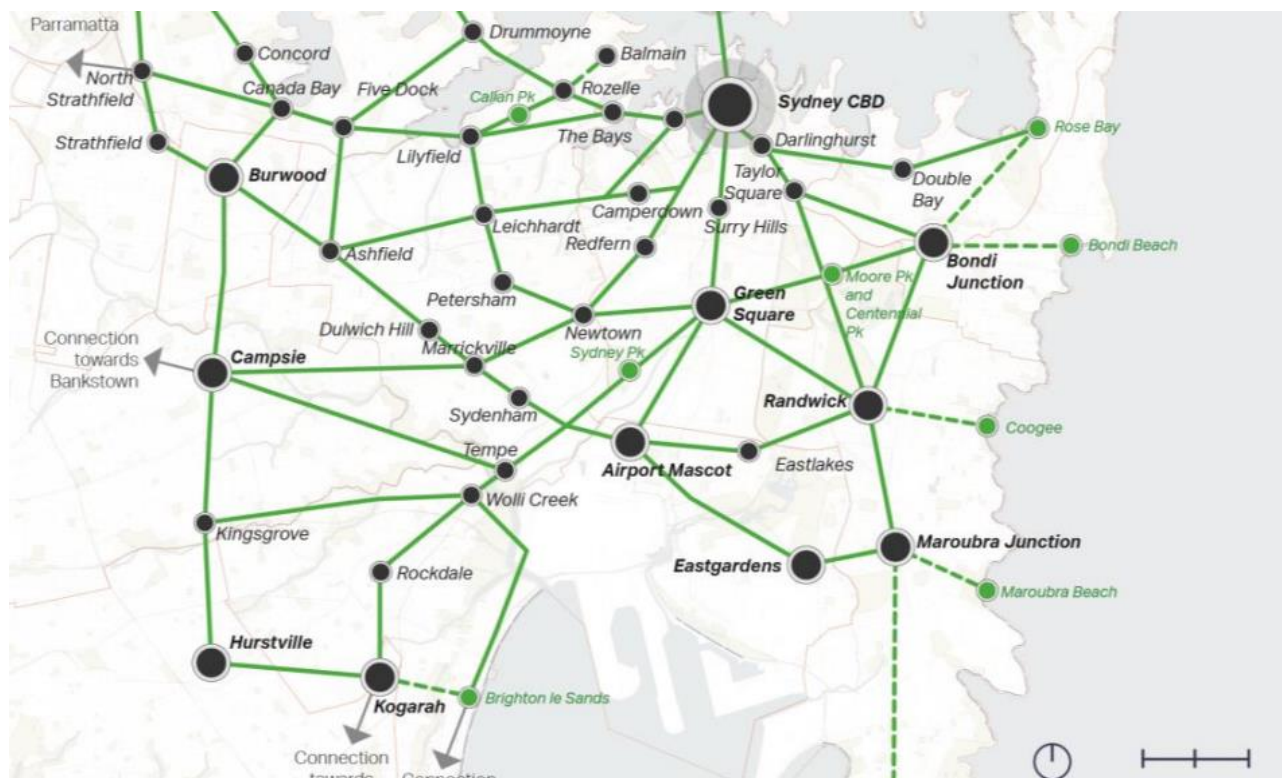 Parramatta
Drummoyne
Balmain
Concord
North
Strathfield
Canada Bay
Five Dock
Callan Pk
Rozelle
Sydney CBD
Strathfield
The Bays
Darlinghurst
Rose Bay
Lilyfield
Burwood
Taylor
Square
Double
Bay
Camperdown
Leichhardt
Surry Hills
Redfern
Ashfield
Bondi Beach
Bondi
Junction
Moore Pk
and
Centennial
Pk
Petersham
Green
Square
Dulwich Hill
Newtown
Connection
towards
Bankstown
Marrickville
Sydney Pk
Campsie
Randwick
Sydenham
Coogee
Tempe
Airport Mascot
Eastlakes
Wolli Creek
Kingsgrove
Maroubra Junction
Eastgardens
Rockdale
Maroubra Beach
Hurstville
Brighton le Sands
Kogarah
Connection
towards
Connection